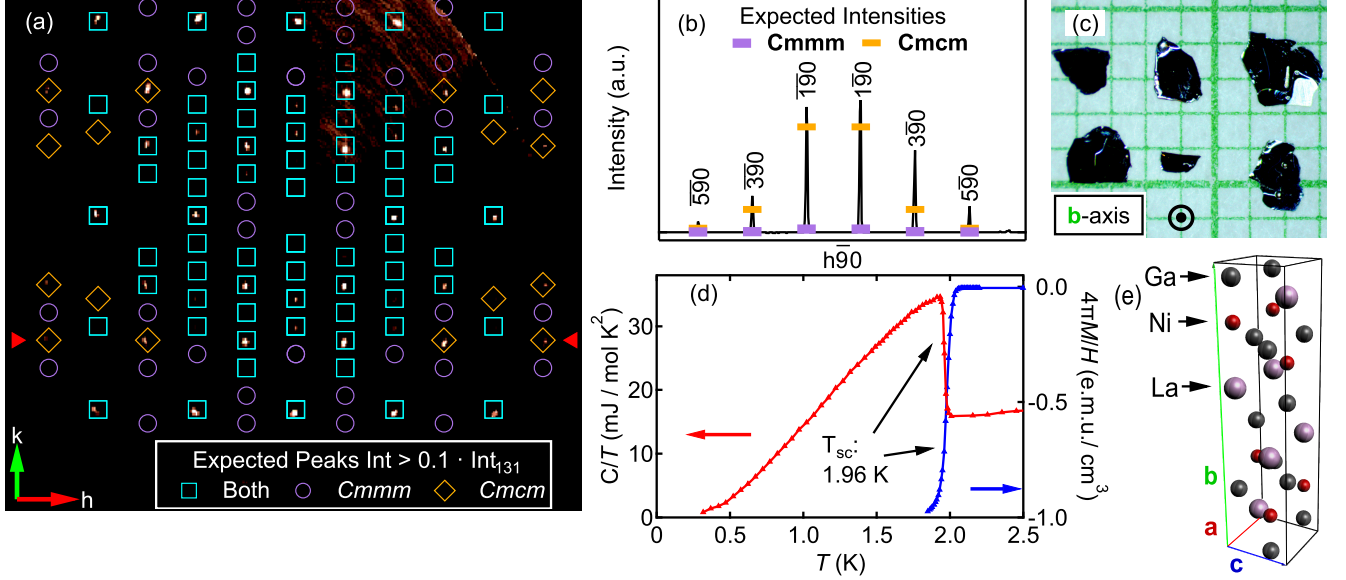 (a)
k
h
Expected Peaks Int > 0.1 · Int₁₃₁
Both Cmmm Cmcm
(b)
Expected Intensities
Cmmm Cmcm
Intensity (a.u.)
5̅9̅0
3̅9̅0
1̅9̅0
19̅0
39̅0
59̅0
h9̅0
(c)
b-axis
(d)
C/T (mJ / mol K²)
30
20
10
0
0 0.5 1.0 1.5 2.0 2.5
T (K)
0.0
-0.5
-1.0
4πM/H (e.m.u./ cm³)
Tsc:
1.96 K
(e)
Ga
Ni
La
b
a
c